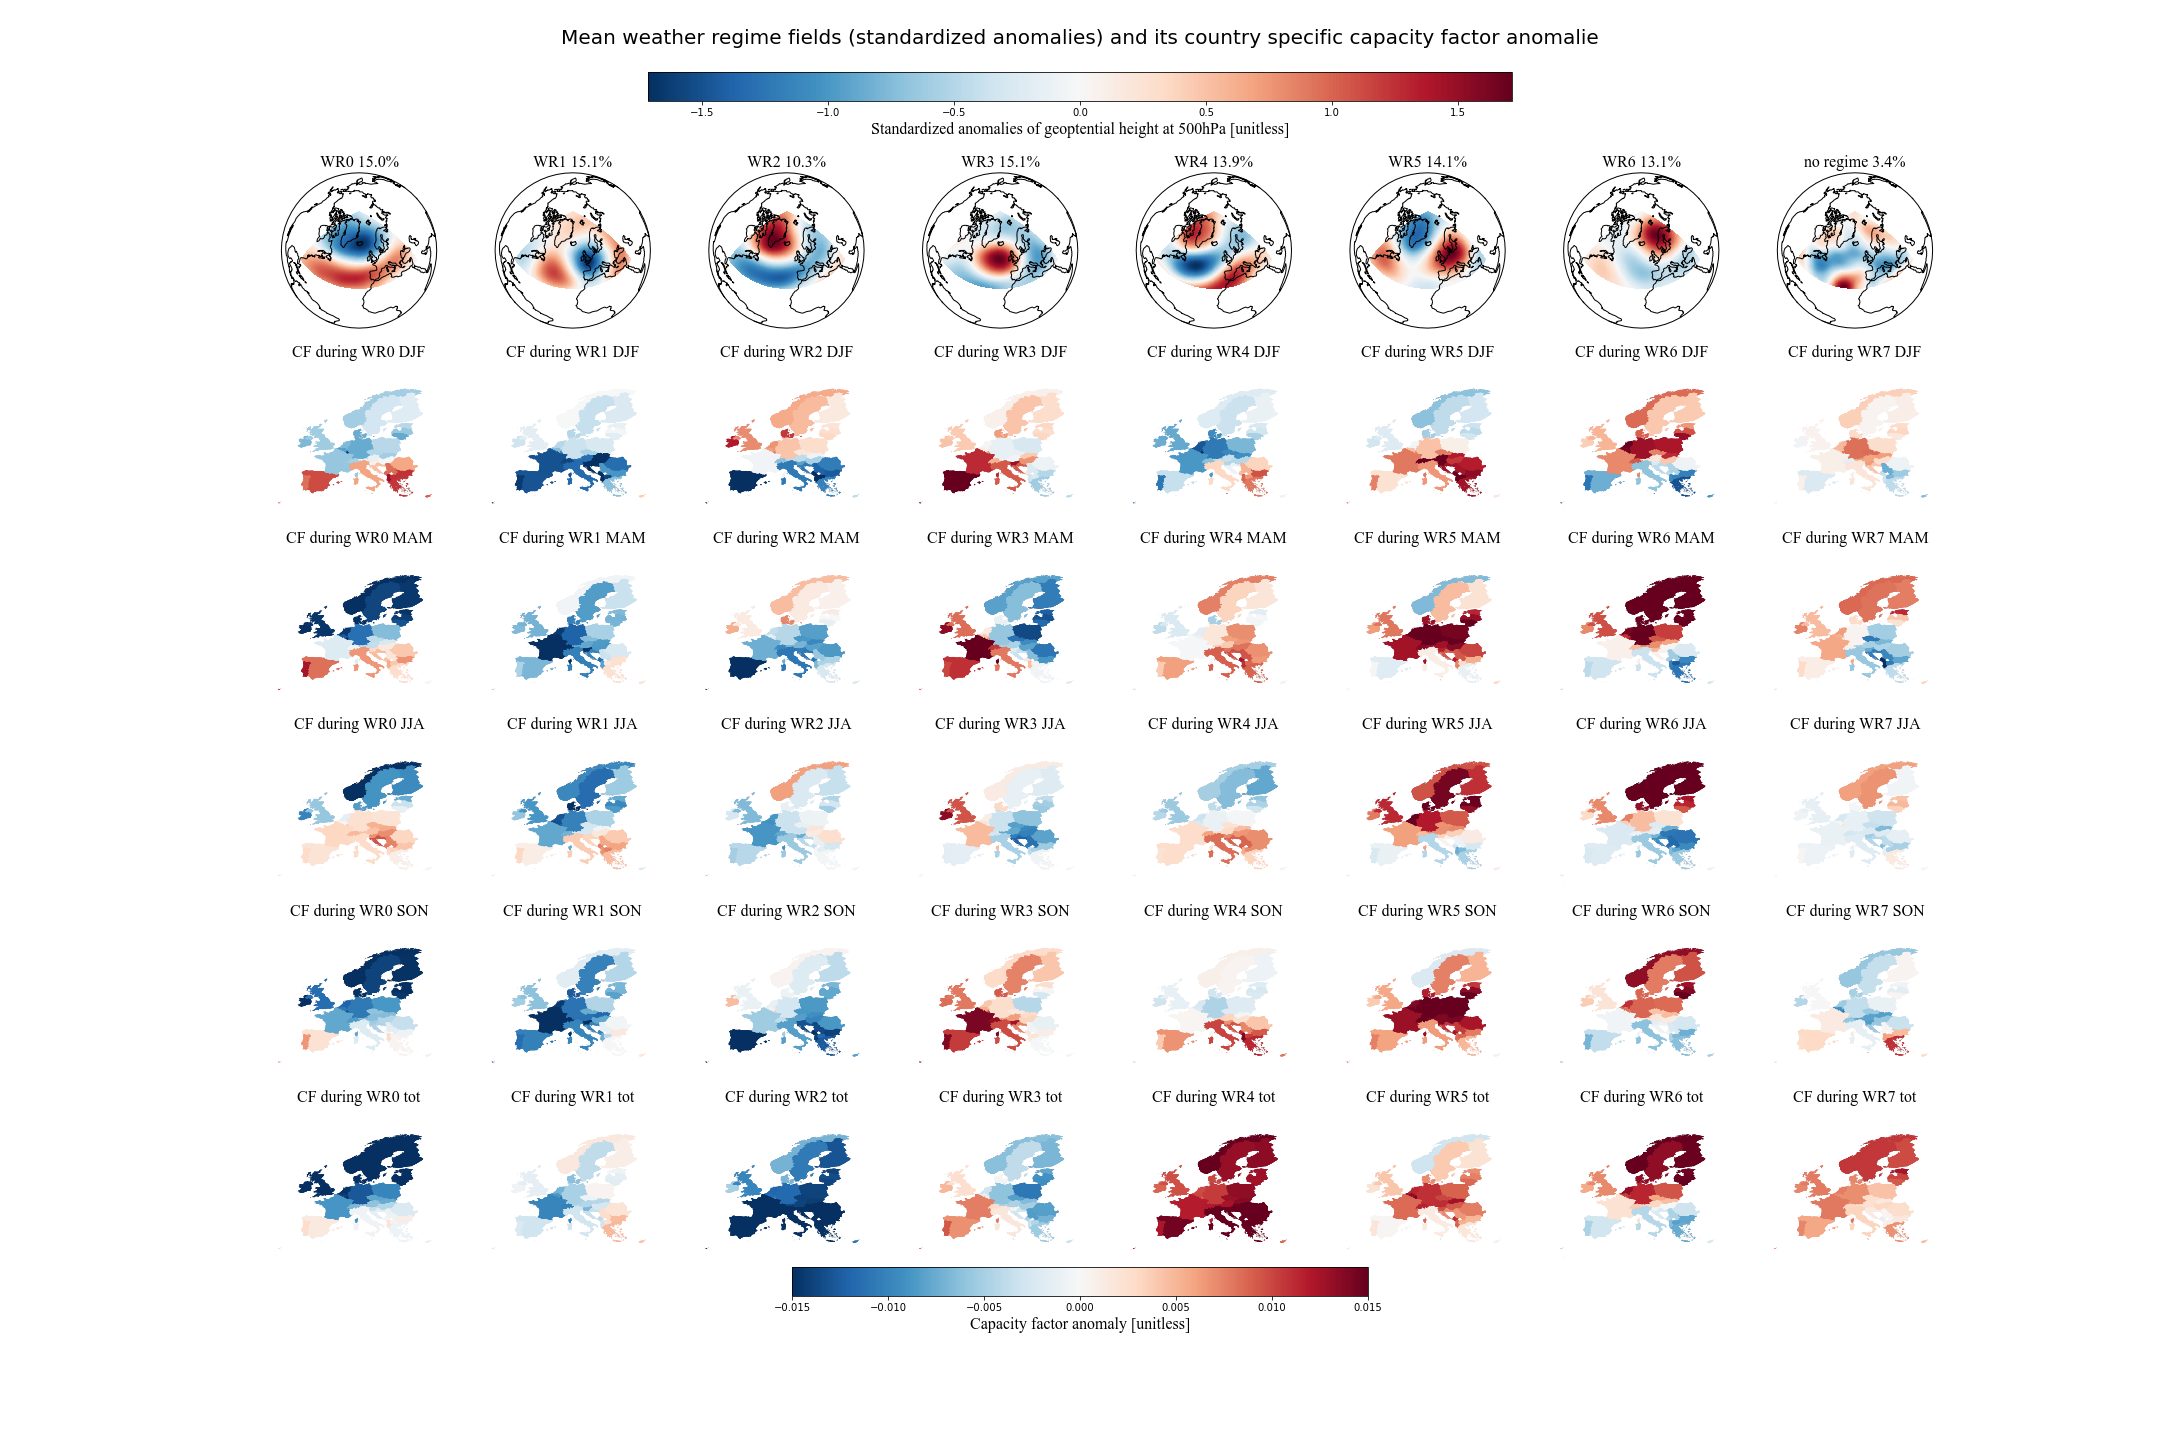 Mean weather regime fields (standardized anomalies) and its country specific capacity factor anomalie
−1.5 −1.0 −0.5 0.0 0.5 1.0 1.5
Standardized anomalies of geoptential height at 500hPa [unitless]
WR0 15.0% WR1 15.1% WR2 10.3% WR3 15.1% WR4 13.9% WR5 14.1% WR6 13.1% no regime 3.4%
CF during WR0 DJF CF during WR1 DJF CF during WR2 DJF CF during WR3 DJF CF during WR4 DJF CF during WR5 DJF CF during WR6 DJF CF during WR7 DJF
CF during WR0 MAM CF during WR1 MAM CF during WR2 MAM CF during WR3 MAM CF during WR4 MAM CF during WR5 MAM CF during WR6 MAM CF during WR7 MAM
CF during WR0 JJA CF during WR1 JJA CF during WR2 JJA CF during WR3 JJA CF during WR4 JJA CF during WR5 JJA CF during WR6 JJA CF during WR7 JJA
CF during WR0 SON CF during WR1 SON CF during WR2 SON CF during WR3 SON CF during WR4 SON CF during WR5 SON CF during WR6 SON CF during WR7 SON
CF during WR0 tot CF during WR1 tot CF during WR2 tot CF during WR3 tot CF during WR4 tot CF during WR5 tot CF during WR6 tot CF during WR7 tot
−0.015 −0.010 −0.005 0.000 0.005 0.010 0.015
Capacity factor anomaly [unitless]